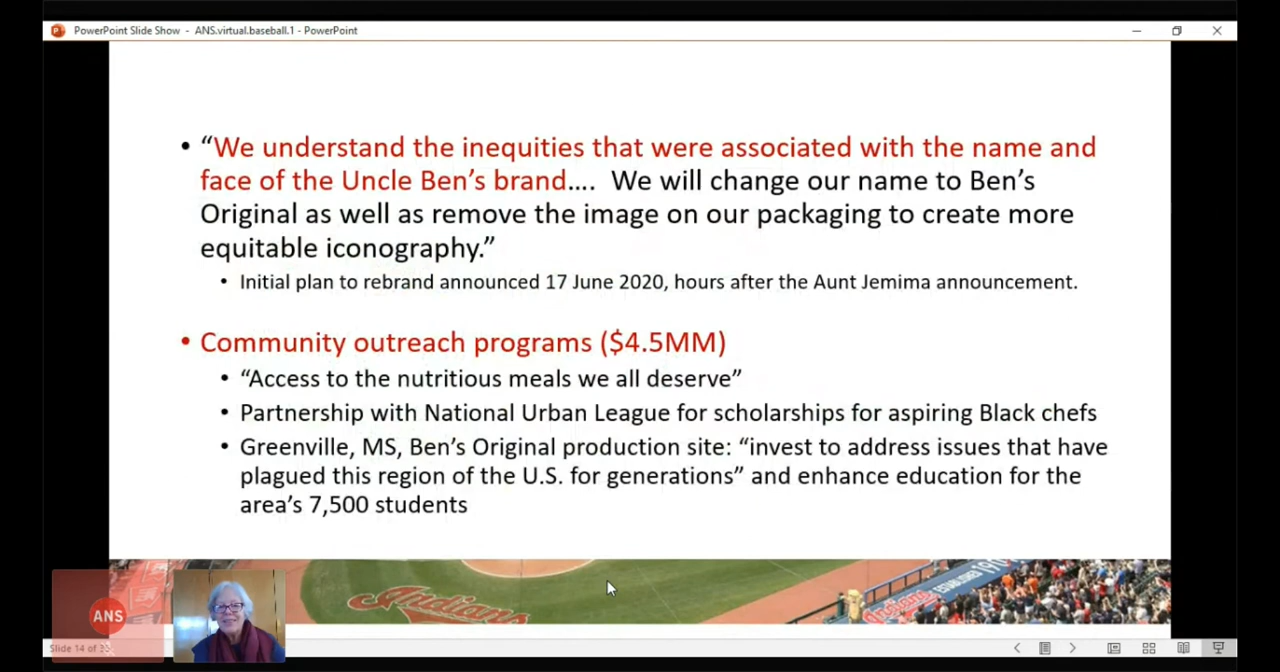 PowerPoint Slide Show - ANS.virtual.baseball.1 - PowerPoint
• “We understand the inequities that were associated with the name and
face of the Uncle Ben’s brand…. We will change our name to Ben’s
Original as well as remove the image on our packaging to create more
equitable iconography.”
• Initial plan to rebrand announced 17 June 2020, hours after the Aunt Jemima announcement.
• Community outreach programs ($4.5MM)
• “Access to the nutritious meals we all deserve”
• Partnership with National Urban League for scholarships for aspiring Black chefs
• Greenville, MS, Ben’s Original production site: “invest to address issues that have
plagued this region of the U.S. for generations” and enhance education for the
area’s 7,500 students
Indians
Indians
ESTABLISHED
ANS
Slide 14 of